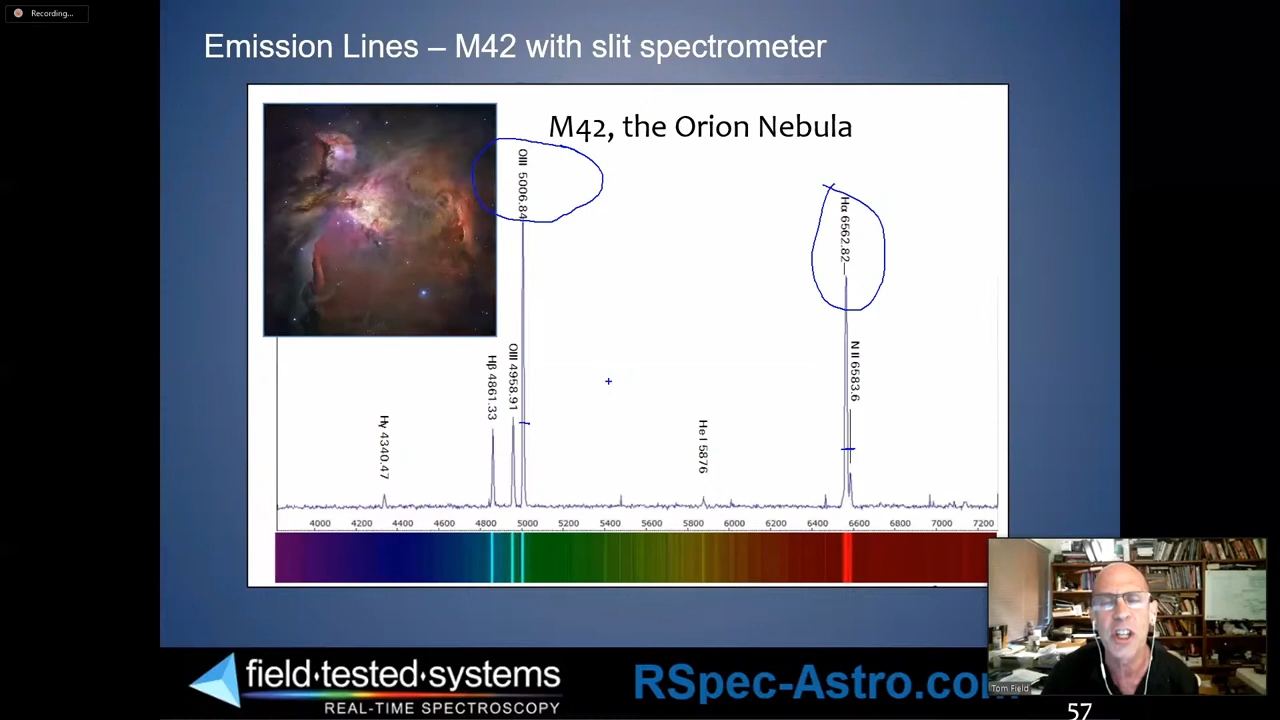 Recording...
Emission Lines – M42 with slit spectrometer
M42, the Orion Nebula
OIII 5006.84
Hα 6562.82
OIII 4958.91
Hβ 4861.33
N II 6583.6
Hγ 4340.47
He I 5876
4000 4200 4400 4600 4800 5000 5200 5400 5600 5800 6000 6200 6400 6600 6800 7000 7200
field·tested·systems
REAL-TIME SPECTROSCOPY
RSpec-Astro.co
Tom Field
57